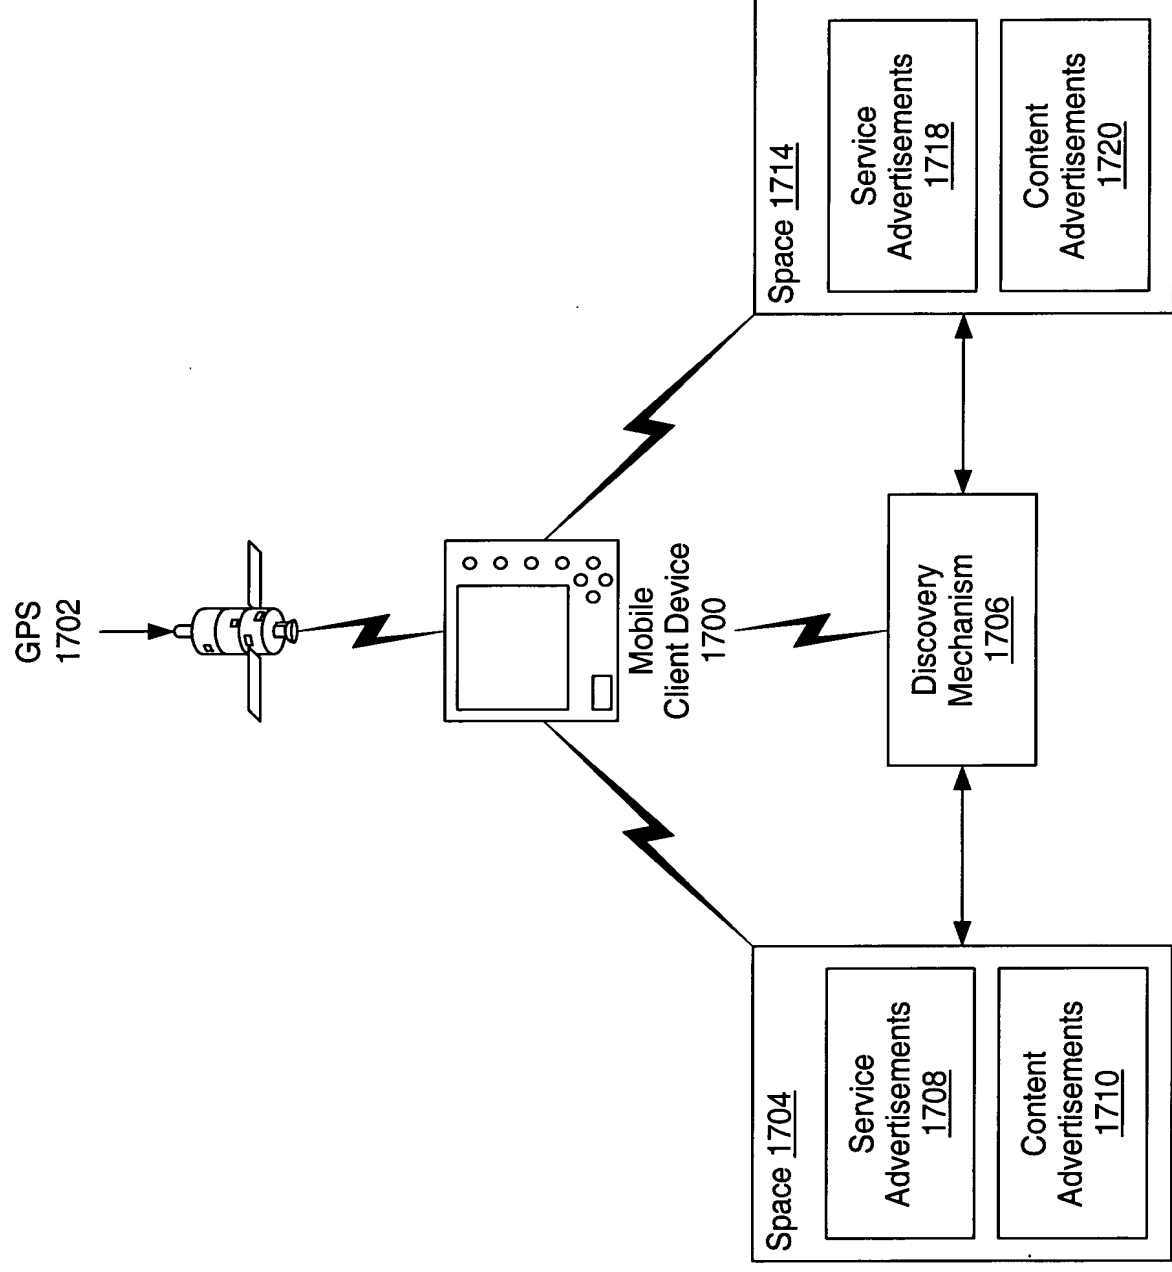 GPS
1702
Mobile
Client Device
1700
Discovery
Mechanism
1706
Space 1704
Service
Advertisements
1708
Content
Advertisements
1710
Space 1714
Service
Advertisements
1718
Content
Advertisements
1720